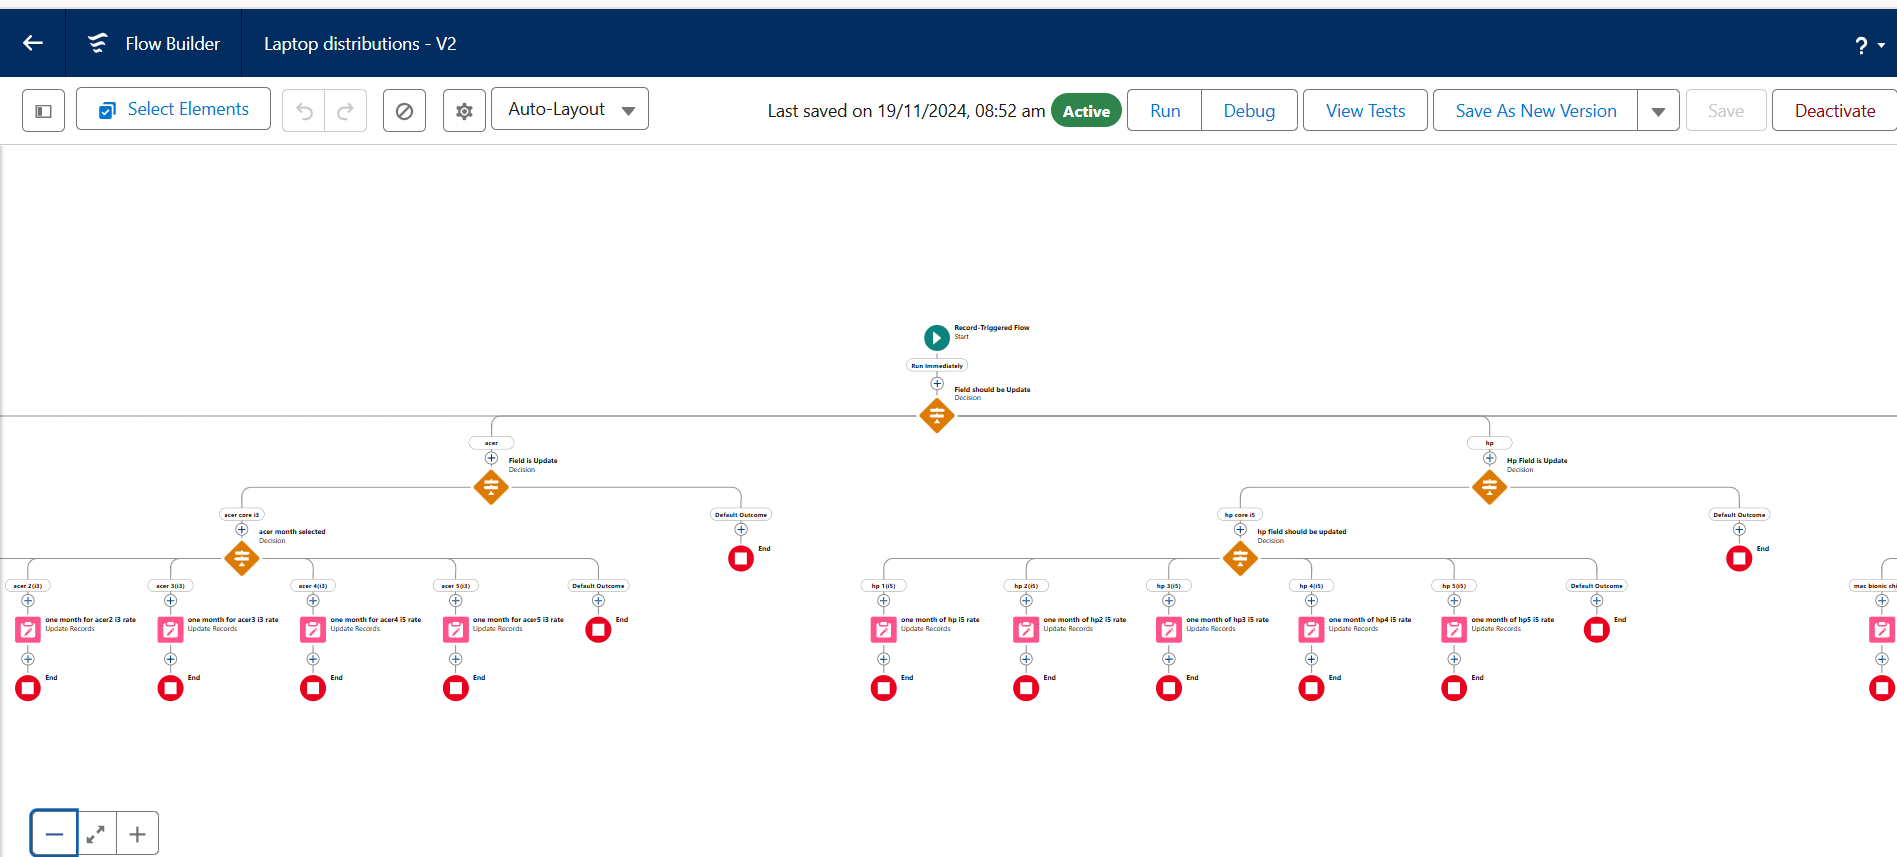 Flow Builder
Laptop distributions - V2
?
Select Elements
Auto-Layout
Last saved on 19/11/2024, 08:52 am
Active
Run
Debug
View Tests
Save As New Version
Save
Deactivate
Record-Triggered Flow
Start
Run Immediately
Field should be Update
Decision
acer
hp
Field is Update
Decision
Hp Field is Update
Decision
acer core i3
Default Outcome
hp core i5
Default Outcome
acer month selected
Decision
End
hp field should be updated
Decision
End
acer 2(i3)
acer 3(i3)
acer 4(i3)
acer 5(i3)
Default Outcome
hp 1(i5)
hp 2(i5)
hp 3(i5)
hp 4(i5)
hp 5(i5)
Default Outcome
mac bionic chi
one month for acer2 i3 rate
Update Records
one month for acer3 i3 rate
Update Records
one month for acer4 i5 rate
Update Records
one month for acer5 i3 rate
Update Records
End
one month of hp i5 rate
Update Records
one month of hp2 i5 rate
Update Records
one month of hp3 i5 rate
Update Records
one month of hp4 i5 rate
Update Records
one month of hp5 i5 rate
Update Records
End
End
End
End
End
End
End
End
End
End